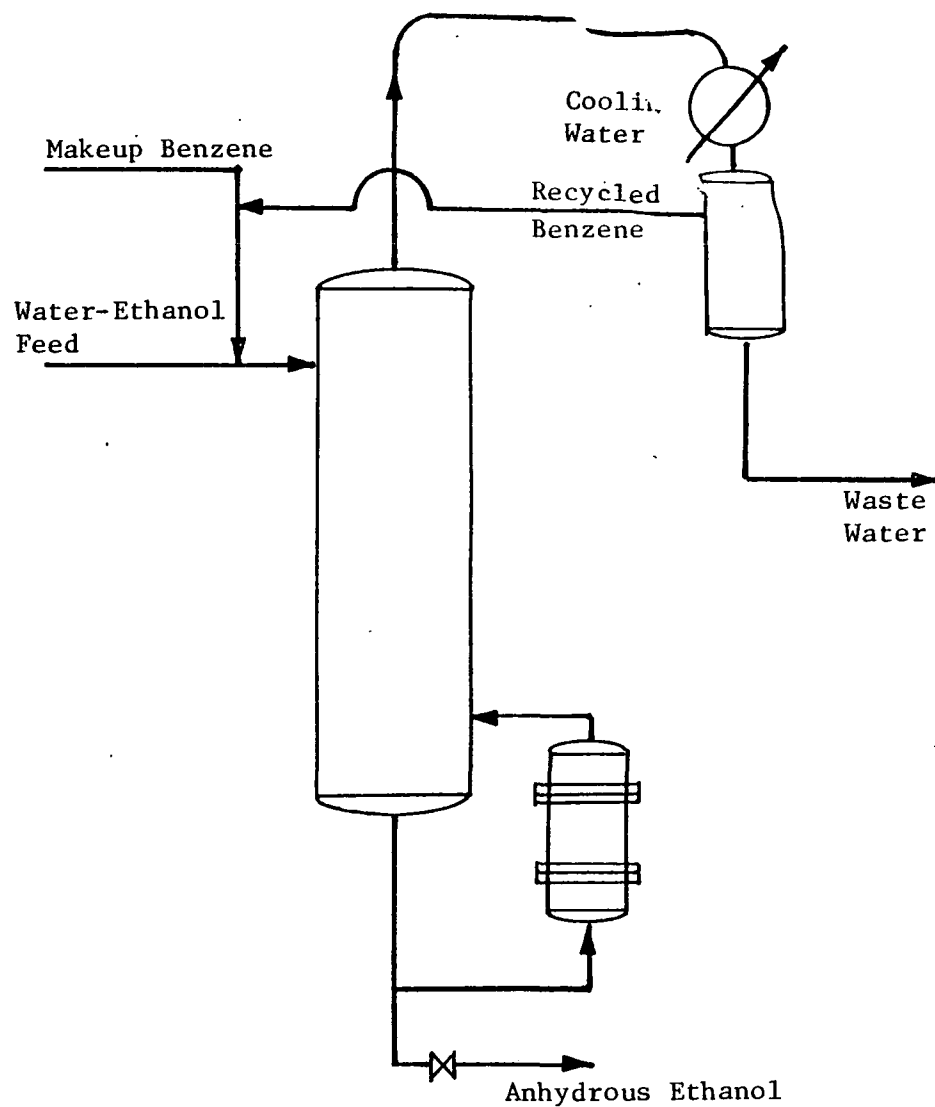 Cooli
Water
Makeup Benzene
Recycled
Benzene
Water-Ethanol
Feed
Waste
Water
Anhydrous Ethanol